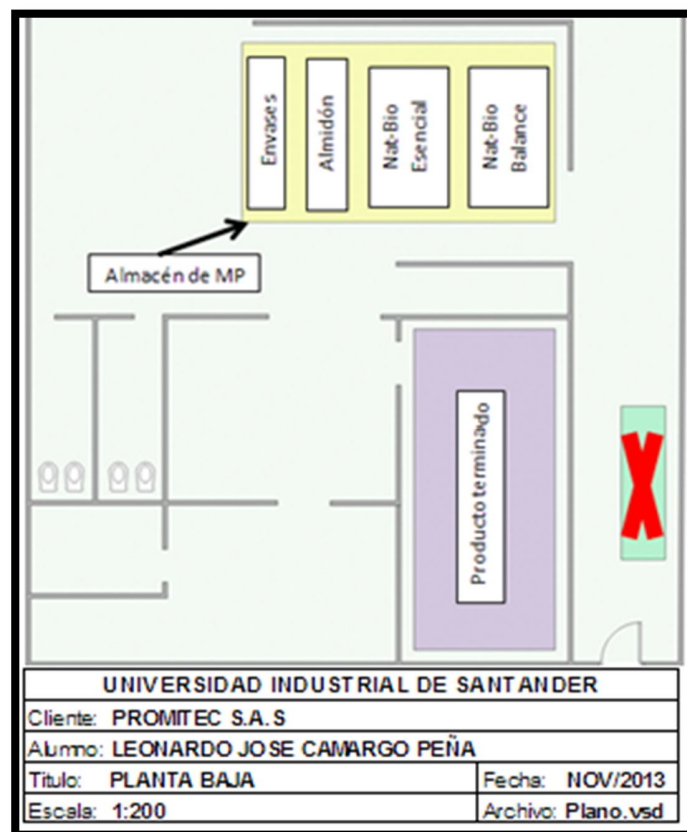 Envases
Almidón
Nat-Bio
Esencial
Nat-Bio
Balance
Almacén de MP
Producto terminado
UNIVERSIDAD INDUSTRIAL DE SANTANDER
Cliente: PROMITEC S.A.S
Alumno: LEONARDO JOSE CAMARGO PEÑA
Titulo: PLANTA BAJA Fecha: NOV/2013
Escala: 1:200 Archivo: Plano.vsd